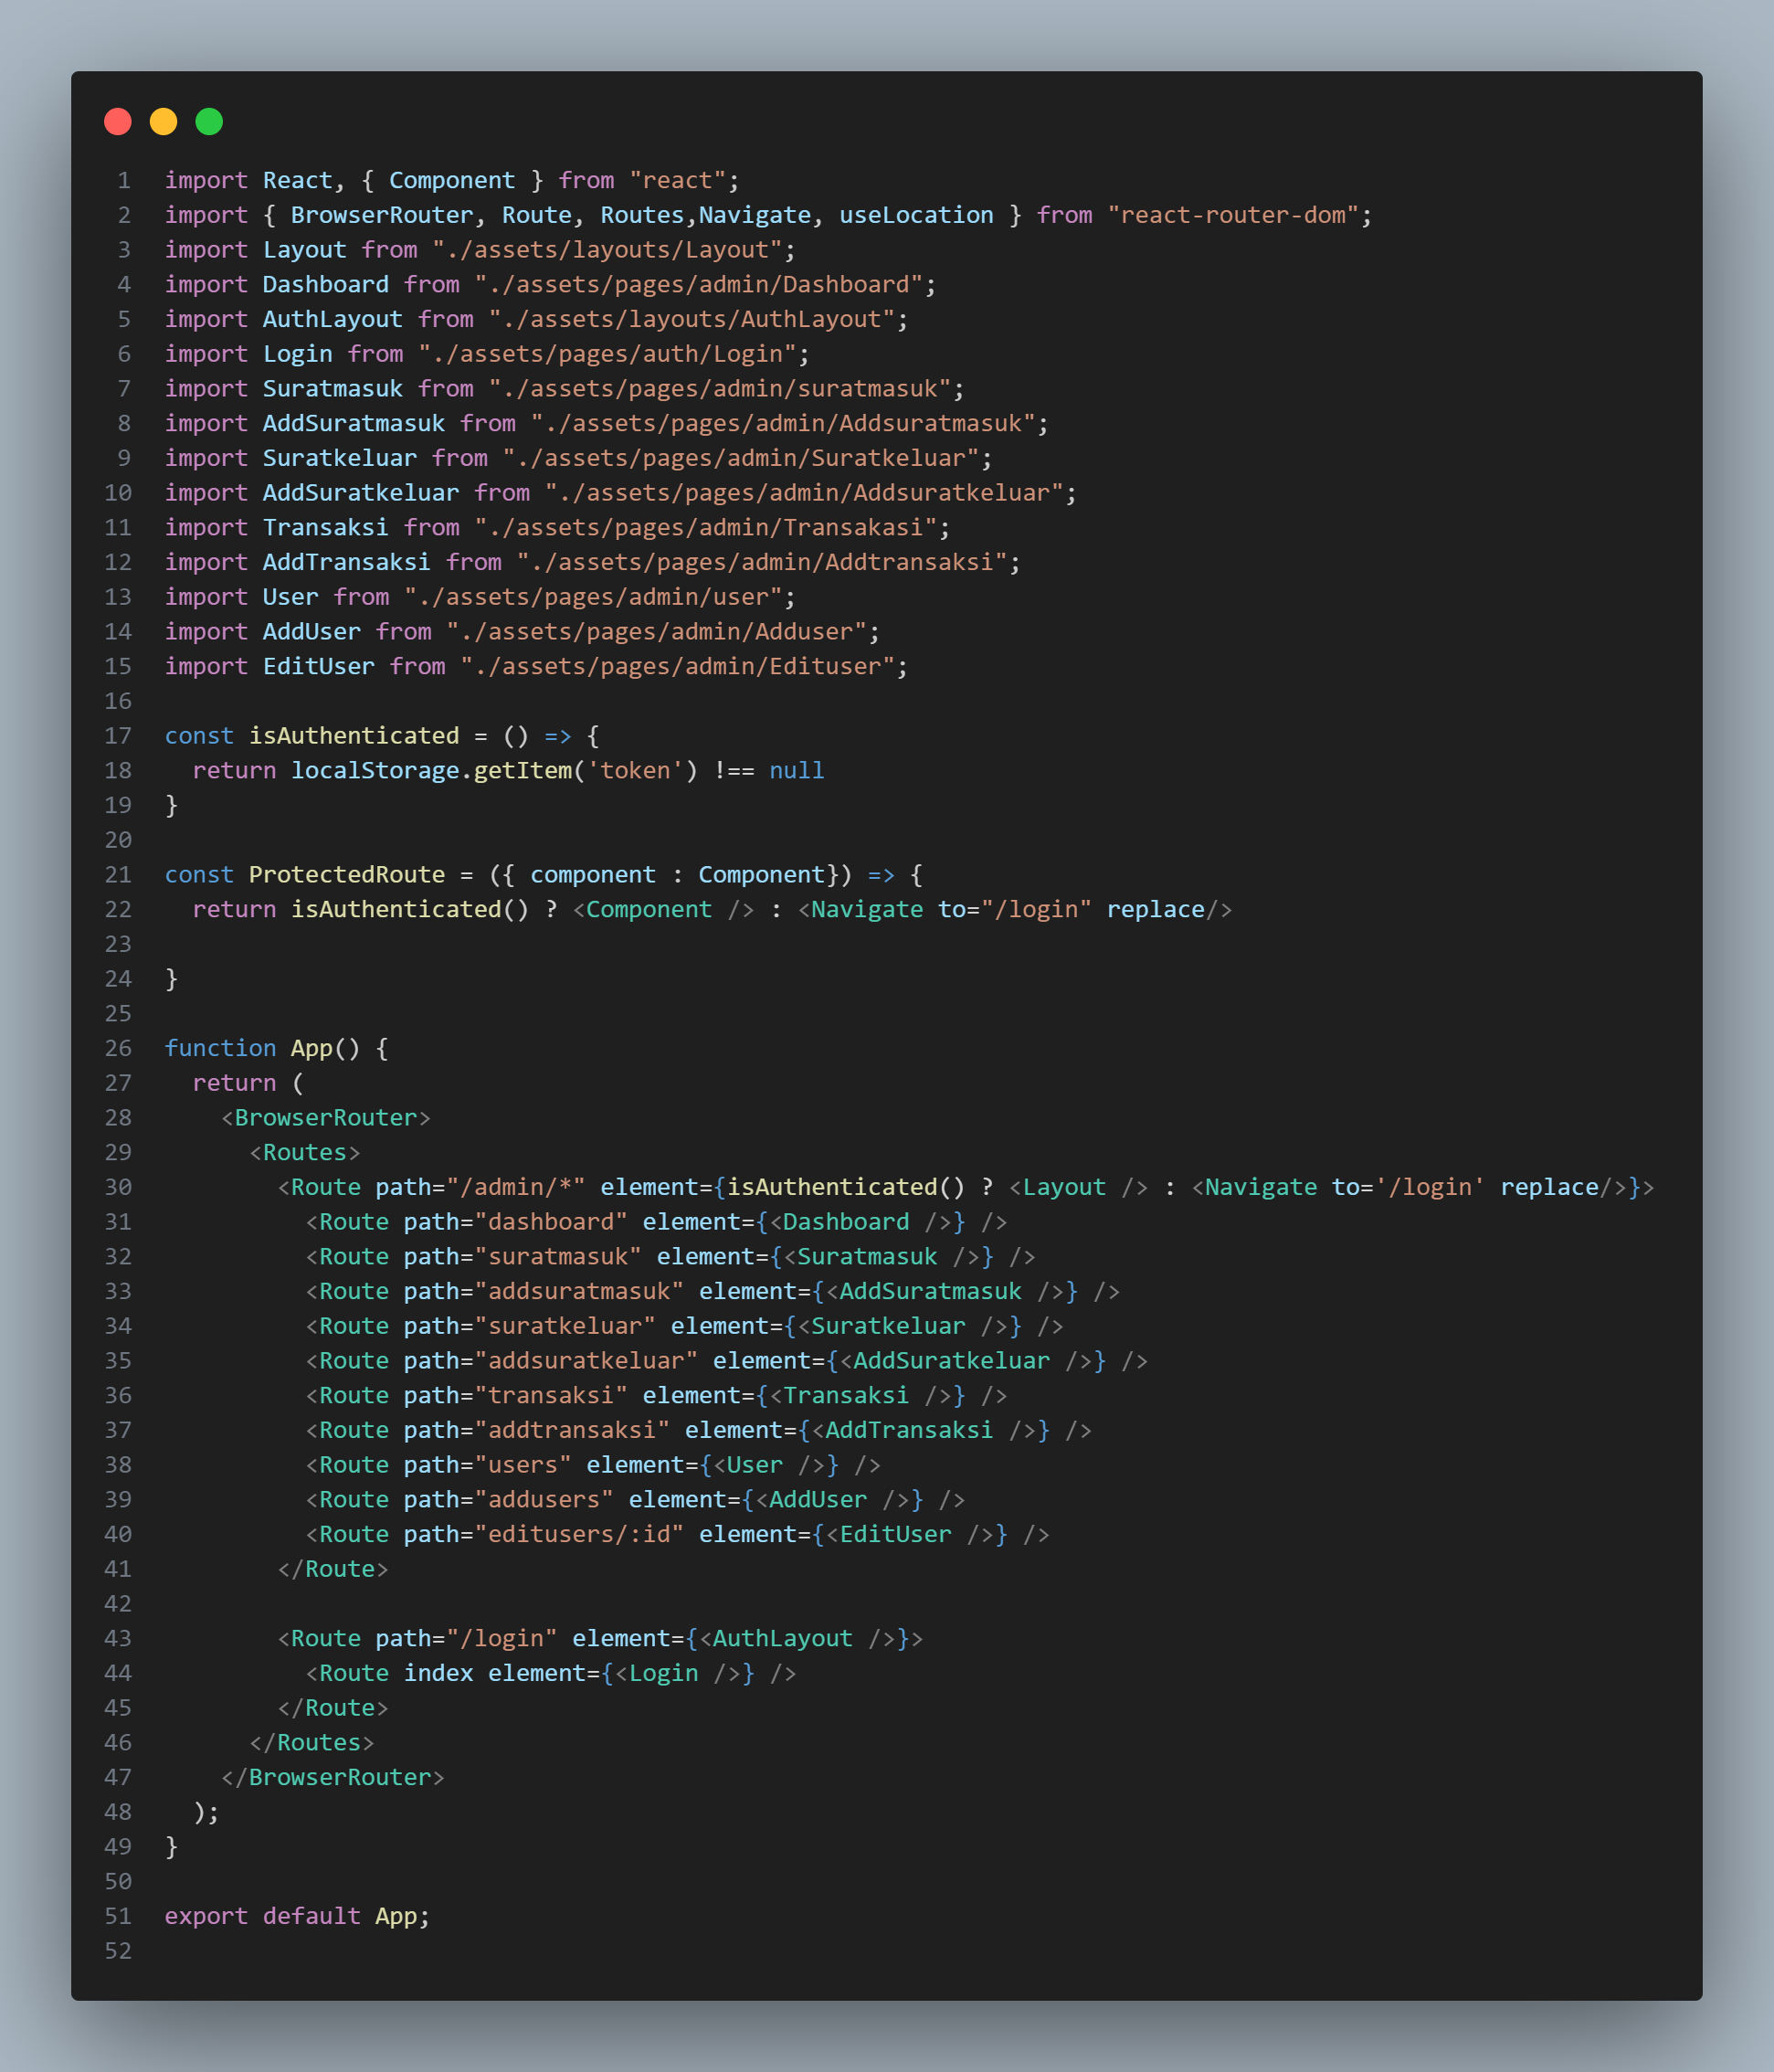 1 import React, { Component } from "react";
2 import { BrowserRouter, Route, Routes,Navigate, useLocation } from "react-router-dom";
3 import Layout from "./assets/layouts/Layout";
4 import Dashboard from "./assets/pages/admin/Dashboard";
5 import AuthLayout from "./assets/layouts/AuthLayout";
6 import Login from "./assets/pages/auth/Login";
7 import Suratmasuk from "./assets/pages/admin/suratmasuk";
8 import AddSuratmasuk from "./assets/pages/admin/Addsuratmasuk";
9 import Suratkeluar from "./assets/pages/admin/Suratkeluar";
10 import AddSuratkeluar from "./assets/pages/admin/Addsuratkeluar";
11 import Transaksi from "./assets/pages/admin/Transakasi";
12 import AddTransaksi from "./assets/pages/admin/Addtransaksi";
13 import User from "./assets/pages/admin/user";
14 import AddUser from "./assets/pages/admin/Adduser";
15 import EditUser from "./assets/pages/admin/Edituser";
16
17 const isAuthenticated = () => {
18   return localStorage.getItem('token') !== null
19 }
20
21 const ProtectedRoute = ({ component : Component}) => {
22   return isAuthenticated() ? <Component /> : <Navigate to="/login" replace/>
23
24 }
25
26 function App() {
27   return (
28     <BrowserRouter>
29       <Routes>
30         <Route path="/admin/*" element={isAuthenticated() ? <Layout /> : <Navigate to='/login' replace/>}>
31           <Route path="dashboard" element={<Dashboard />} />
32           <Route path="suratmasuk" element={<Suratmasuk />} />
33           <Route path="addsuratmasuk" element={<AddSuratmasuk />} />
34           <Route path="suratkeluar" element={<Suratkeluar />} />
35           <Route path="addsuratkeluar" element={<AddSuratkeluar />} />
36           <Route path="transaksi" element={<Transaksi />} />
37           <Route path="addtransaksi" element={<AddTransaksi />} />
38           <Route path="users" element={<User />} />
39           <Route path="addusers" element={<AddUser />} />
40           <Route path="editusers/:id" element={<EditUser />} />
41         </Route>
42
43         <Route path="/login" element={<AuthLayout />}>
44           <Route index element={<Login />} />
45         </Route>
46       </Routes>
47     </BrowserRouter>
48   );
49 }
50
51 export default App;
52